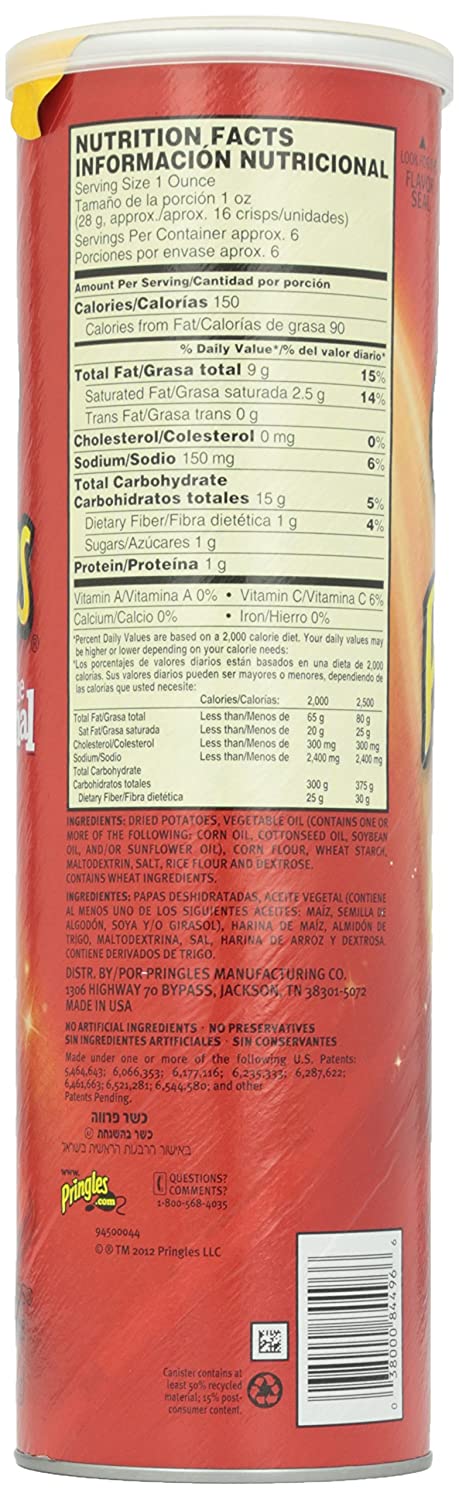 LOOK FOR
FLAVOR
SEAL
NUTRITION FACTS
INFORMACIÓN NUTRICIONAL
Serving Size 1 Ounce
Tamaño de la porción 1 oz
(28 g, approx./aprox. 16 crisps/unidades)
Servings Per Container approx. 6
Porciones por envase aprox. 6
Amount Per Serving/Cantidad por porción
Calories/Calorías 150
Calories from Fat/Calorías de grasa 90
% Daily Value*/% del valor diario*
Total Fat/Grasa total 9 g 15%
Saturated Fat/Grasa saturada 2.5 g 14%
Trans Fat/Grasa trans 0 g
Cholesterol/Colesterol 0 mg 0%
Sodium/Sodio 150 mg 6%
Total Carbohydrate
Carbohidratos totales 15 g 5%
Dietary Fiber/Fibra dietética 1 g 4%
Sugars/Azúcares 1 g
Protein/Proteína 1 g
Vitamin A/Vitamina A 0% • Vitamin C/Vitamina C 6%
Calcium/Calcio 0% • Iron/Hierro 0%
*Percent Daily Values are based on a 2,000 calorie diet. Your daily values may
be higher or lower depending on your calorie needs:
*Los porcentajes de valores diarios están basados en una dieta de 2,000
calorías. Sus valores diarios pueden ser mayores o menores, dependiendo de
las calorías que usted necesite:
Calories/Calorías: 2,000 2,500
Total Fat/Grasa total Less than/Menos de 65 g 80 g
Sat Fat/Grasa saturada Less than/Menos de 20 g 25 g
Cholesterol/Colesterol Less than/Menos de 300 mg 300 mg
Sodium/Sodio Less than/Menos de 2,400 mg 2,400 mg
Total Carbohydrate
Carbohidratos totales 300 g 375 g
Dietary Fiber/Fibra dietética 25 g 30 g
INGREDIENTS: DRIED POTATOES, VEGETABLE OIL (CONTAINS ONE OR
MORE OF THE FOLLOWING: CORN OIL, COTTONSEED OIL, SOYBEAN
OIL, AND/OR SUNFLOWER OIL), CORN FLOUR, WHEAT STARCH,
MALTODEXTRIN, SALT, RICE FLOUR AND DEXTROSE.
CONTAINS WHEAT INGREDIENTS.
INGREDIENTES: PAPAS DESHIDRATADAS, ACEITE VEGETAL (CONTIENE
AL MENOS UNO DE LOS SIGUIENTES ACEITES: MAÍZ, SEMILLA DE
ALGODÓN, SOYA Y/O GIRASOL), HARINA DE MAÍZ, ALMIDÓN DE
TRIGO, MALTODEXTRINA, SAL, HARINA DE ARROZ Y DEXTROSA.
CONTIENE DERIVADOS DE TRIGO.
DISTR. BY/POR PRINGLES MANUFACTURING CO.
1306 HIGHWAY 70 BYPASS, JACKSON, TN 38301-5072
MADE IN USA
NO ARTIFICIAL INGREDIENTS • NO PRESERVATIVES
SIN INGREDIENTES ARTIFICIALES • SIN CONSERVANTES
Made under one or more of the following U.S. Patents:
5,464,643; 6,066,353; 6,177,116; 6,235,333; 6,287,622;
6,461,663; 6,521,281; 6,544,580; and other
Patents Pending.
כשר פרווה
כשר בהשגחת Ⓤ
באישור הרבנות הראשית בישראל
www.
Pringles
.com
QUESTIONS?
COMMENTS?
1-800-568-4035
94500044
©®TM 2012 Pringles LLC
Canister contains at
least 50% recycled
material; 15% post-
consumer content.
0 38000 84496 6